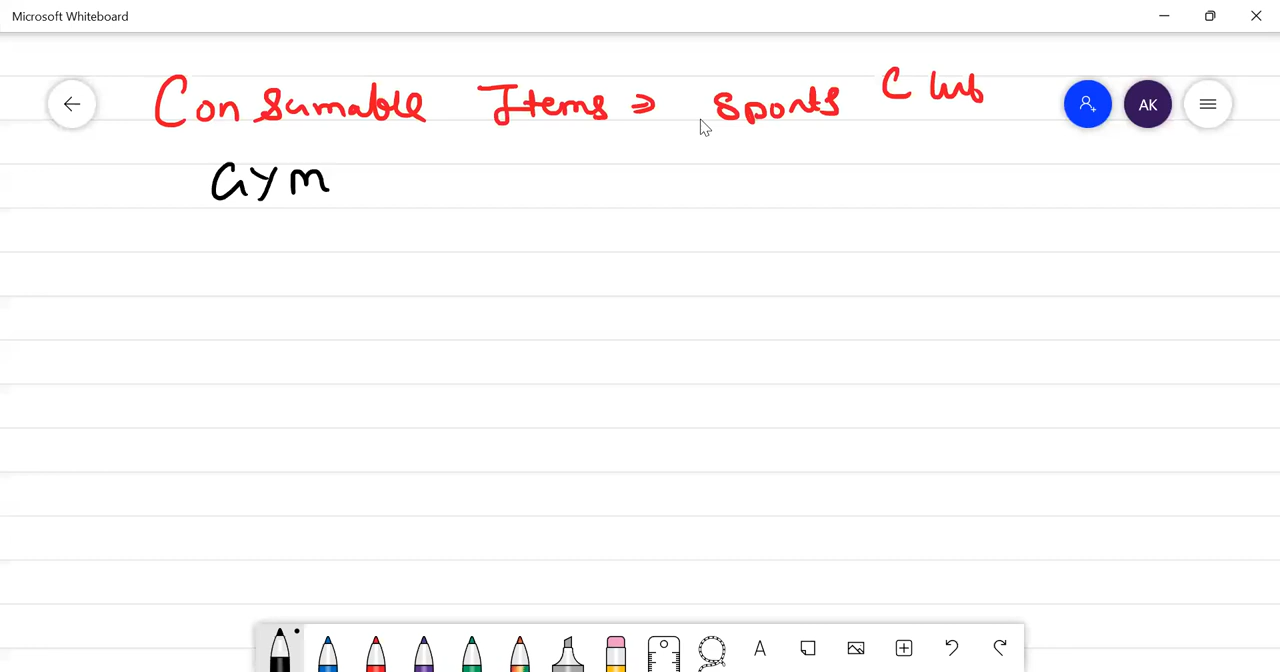 Microsoft Whiteboard
Consumable Items ⇒ Sports Club
AK
Gym
A